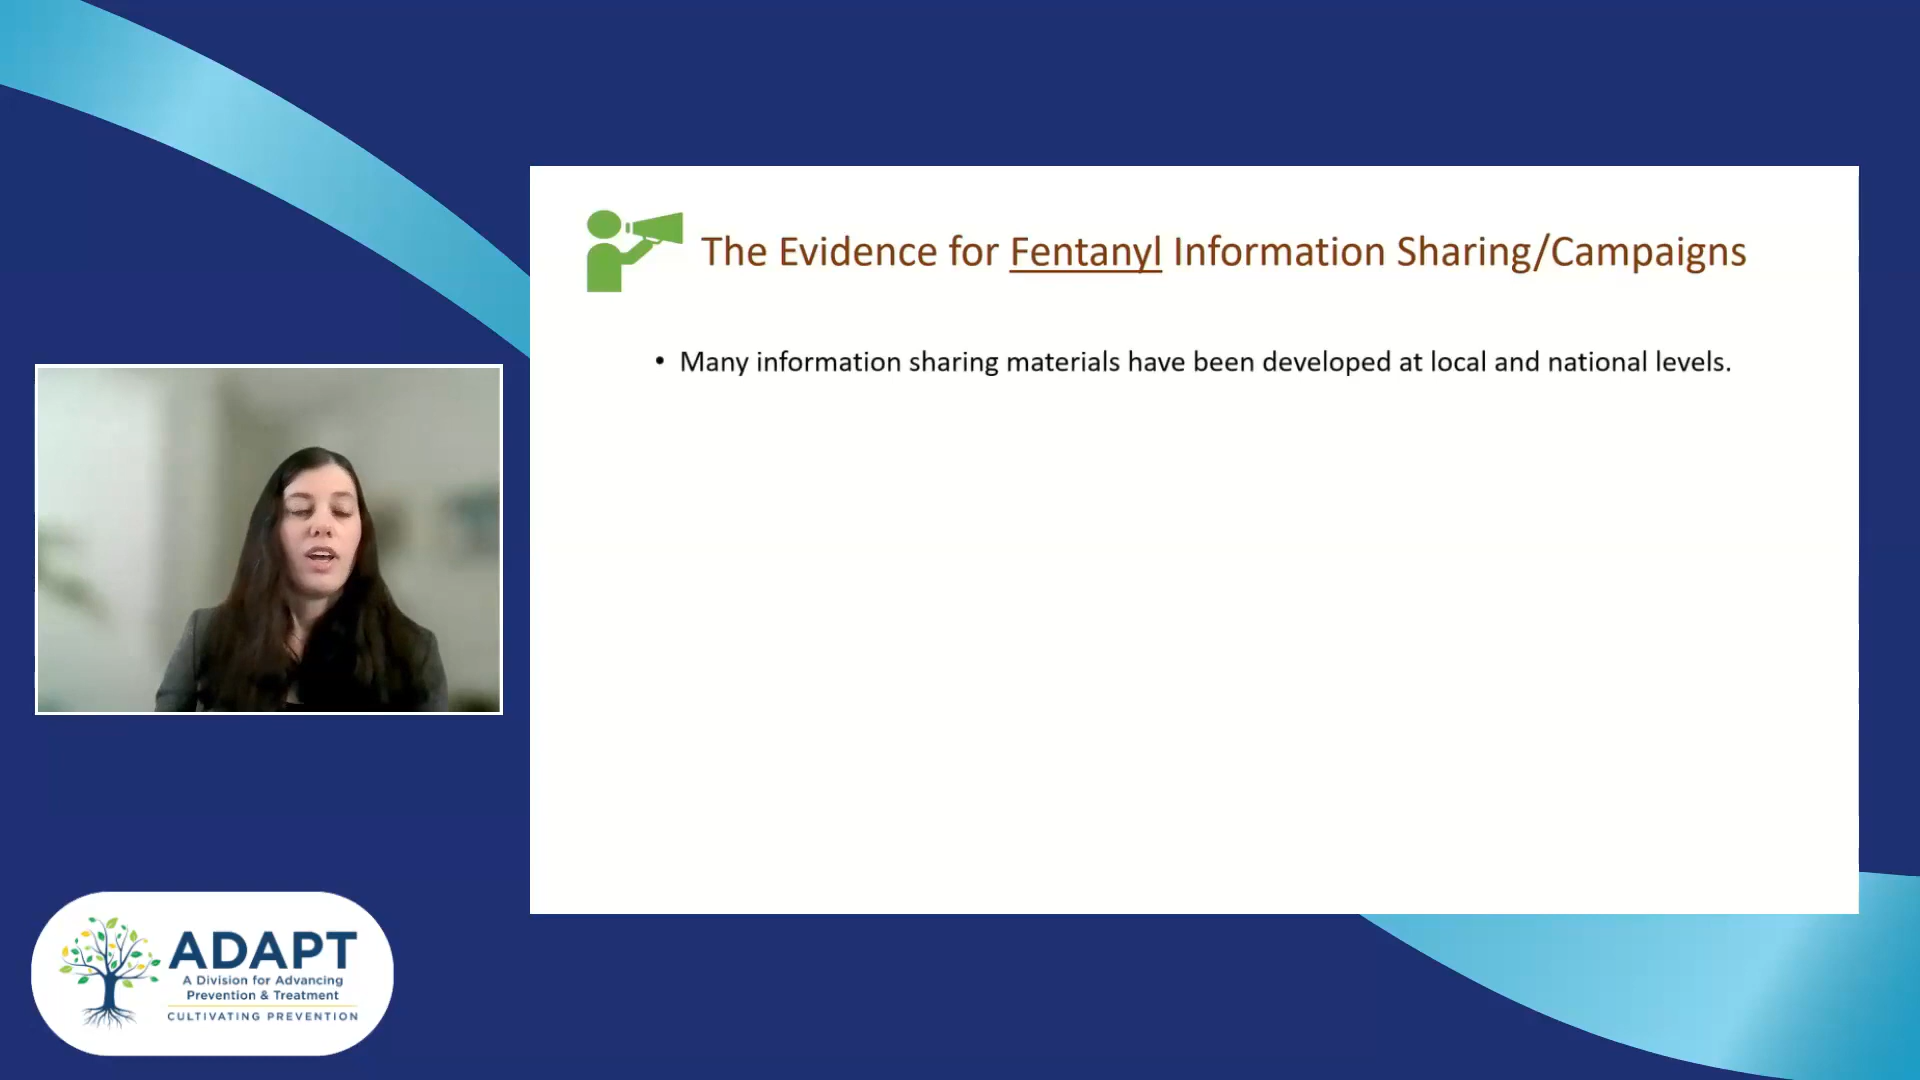 The Evidence for Fentanyl Information Sharing/Campaigns
• Many information sharing materials have been developed at local and national levels.
ADAPT
A Division for Advancing
Prevention & Treatment
CULTIVATING PREVENTION